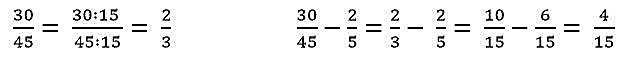 30/45 = 30:15/45:15 = 2/3    30/45 − 2/5 = 2/3 − 2/5 = 10/15 − 6/15 = 4/15